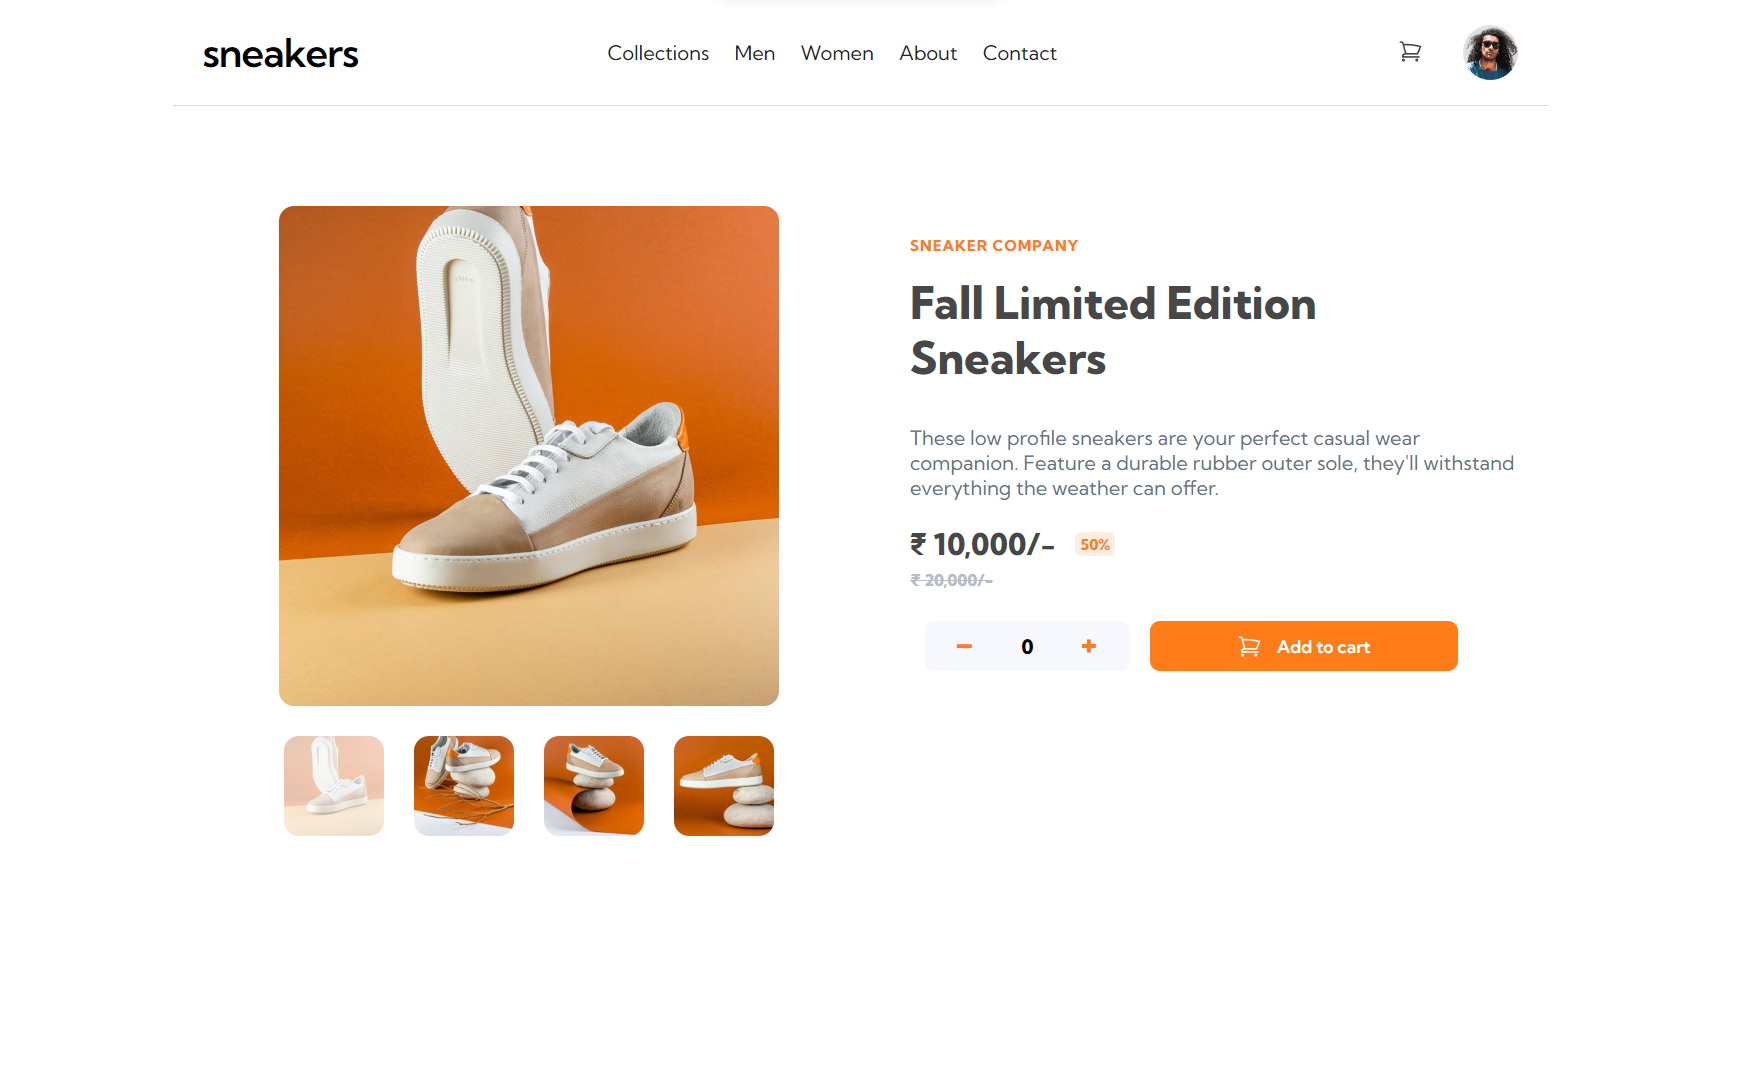 sneakers
Collections Men Women About Contact
SNEAKER COMPANY
Fall Limited Edition
Sneakers
These low profile sneakers are your perfect casual wear
companion. Feature a durable rubber outer sole, they'll withstand
everything the weather can offer.
₹ 10,000/- 50%
₹ 20,000/-
0 Add to cart